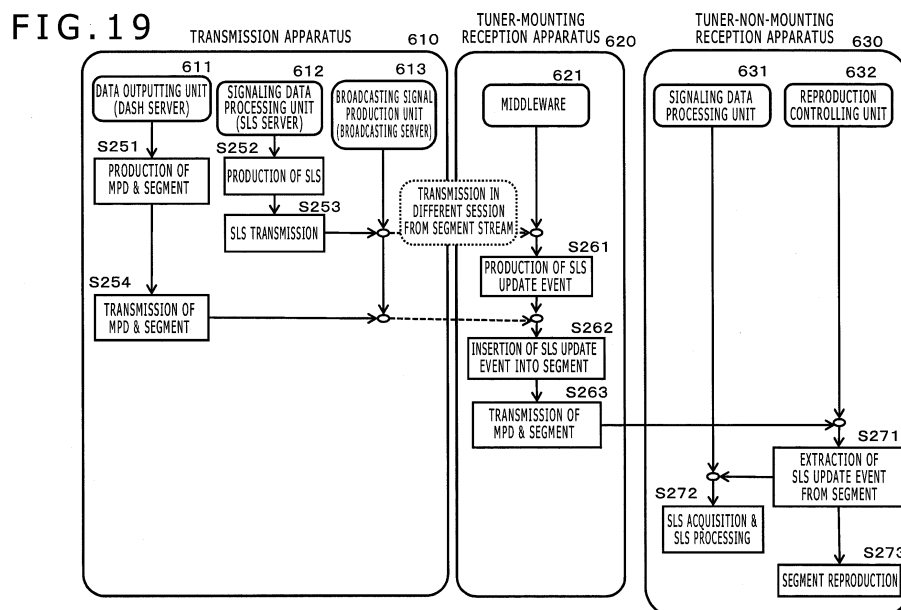 FIG.19
TRANSMISSION APPARATUS
610
TUNER-MOUNTING
RECEPTION APPARATUS
620
TUNER-NON-MOUNTING
RECEPTION APPARATUS
630
611
DATA OUTPUTTING UNIT
(DASH SERVER)
612
SIGNALING DATA
PROCESSING UNIT
(SLS SERVER)
613
BROADCASTING SIGNAL
PRODUCTION UNIT
(BROADCASTING SERVER)
621
MIDDLEWARE
631
SIGNALING DATA
PROCESSING UNIT
632
REPRODUCTION
CONTROLLING UNIT
S251
PRODUCTION OF
MPD & SEGMENT
S252
PRODUCTION OF SLS
S253
SLS TRANSMISSION
TRANSMISSION IN
DIFFERENT SESSION
FROM SEGMENT STREAM
S261
PRODUCTION OF SLS
UPDATE EVENT
S254
TRANSMISSION OF
MPD & SEGMENT
S262
INSERTION OF SLS UPDATE
EVENT INTO SEGMENT
S263
TRANSMISSION OF
MPD & SEGMENT
S271
EXTRACTION OF
SLS UPDATE EVENT
FROM SEGMENT
S272
SLS ACQUISITION &
SLS PROCESSING
S273
SEGMENT REPRODUCTION